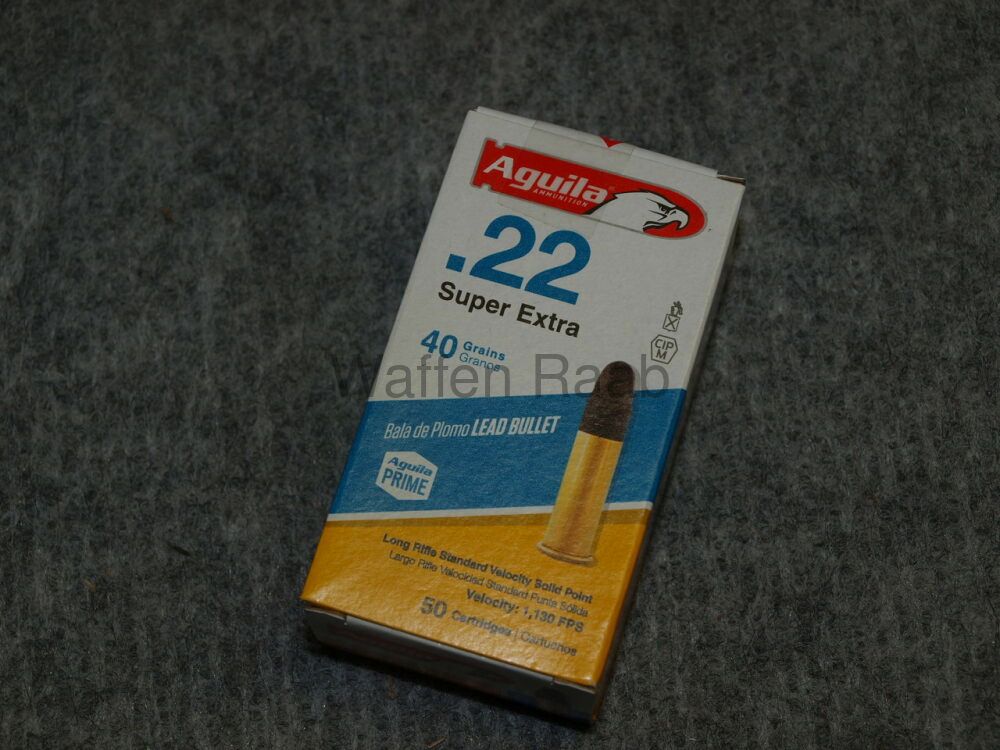 Aguila
AMMUNITION
.22
Super Extra
40 Grains
Granos
CIP
M
Waffen Raab
Bala de Plomo LEAD BULLET
Aguila
PRIME
Long Rifle Standard Velocity Solid Point
Largo Rifle Velocidad Standard Punta Sólida
Velocity: 1,130 FPS
50 Cartridges | Cartuchos